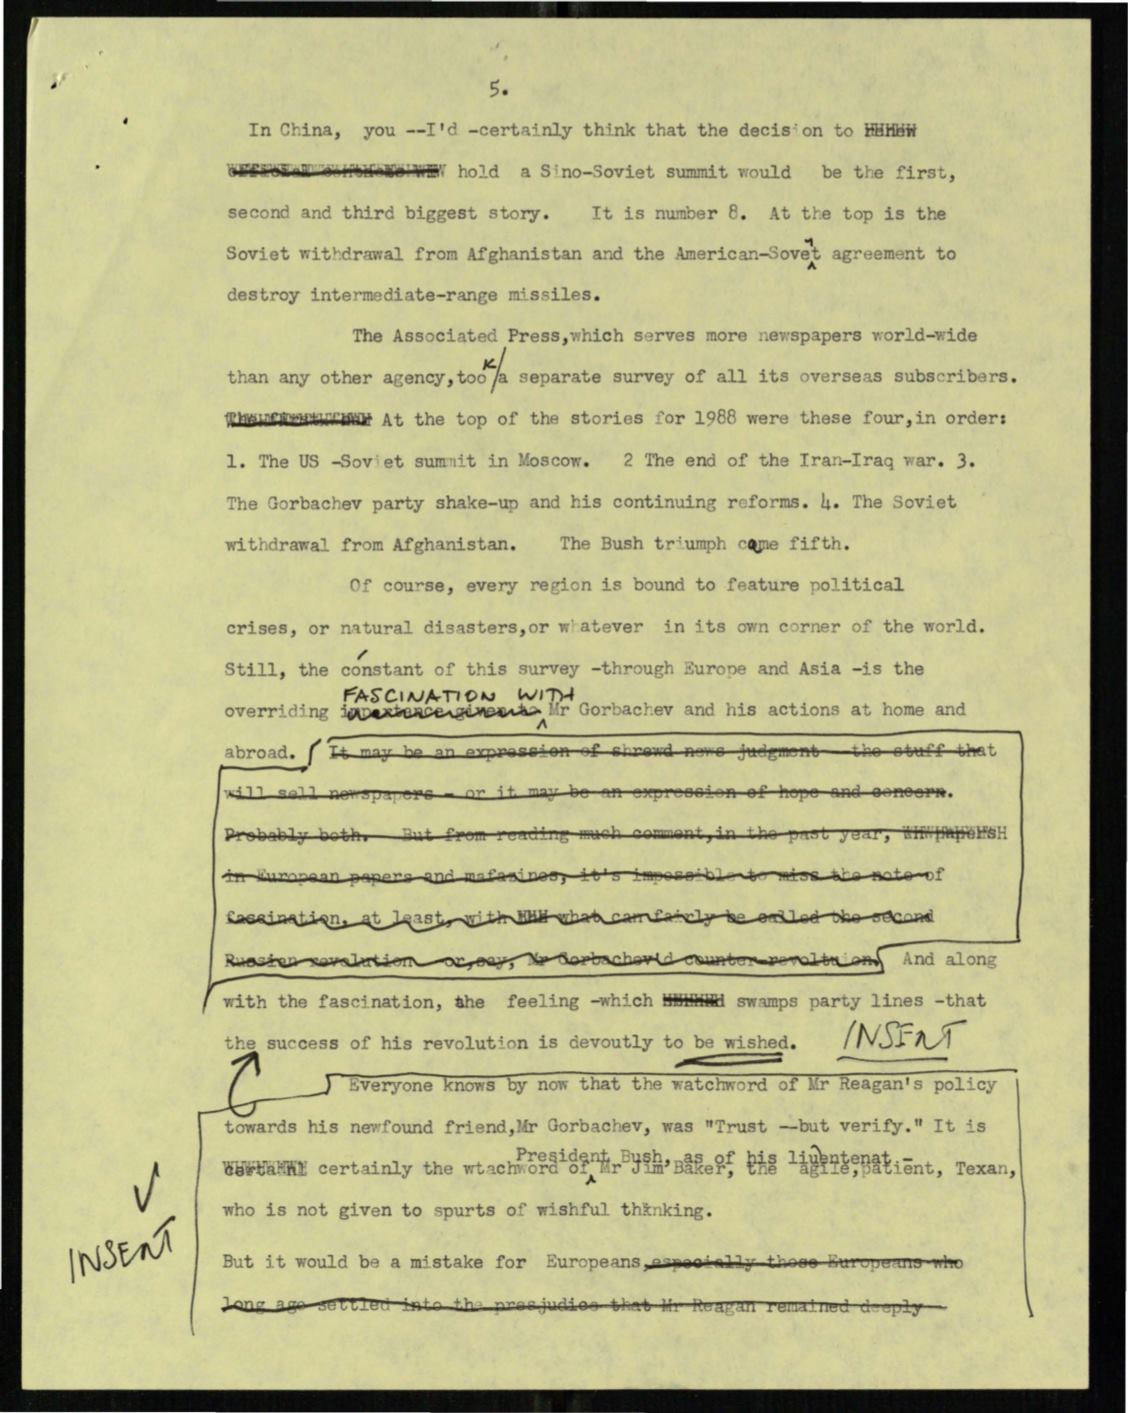 5.
In China, you --I'd -certainly think that the decision to
hold a Sino-Soviet summit would be the first,
second and third biggest story. It is number 8. At the top is the
Soviet withdrawal from Afghanistan and the American-Sovet agreement to
destroy intermediate-range missiles.
The Associated Press,which serves more newspapers world-wide
than any other agency,took/a separate survey of all its overseas subscribers.
At the top of the stories for 1988 were these four,in order:
1. The US -Soviet summit in Moscow. 2 The end of the Iran-Iraq war. 3.
The Gorbachev party shake-up and his continuing reforms. 4. The Soviet
withdrawal from Afghanistan. The Bush triumph came fifth.
Of course, every region is bound to feature political
crises, or natural disasters,or whatever in its own corner of the world.
Still, the constant of this survey -through Europe and Asia -is the
FASCINATION WITH
overriding importance given to Mr Gorbachev and his actions at home and
abroad. It may be an expression of shrewd news judgment - the stuff that
will sell newspapers - or it may be an expression of hope and concern.
Probably both. But from reading much comment,in the past year,
in European papers and mafazines, it's impossible to miss the note of
fascination, at least, with what can fairly be called the second
Russian revolution - or,say, Mr Gorbachev'd counter-revoltuion. And along
with the fascination, the feeling -which swamps party lines -that
the success of his revolution is devoutly to be wished. INSERT
Everyone knows by now that the watchword of Mr Reagan's policy
towards his newfound friend,Mr Gorbachev, was "Trust --but verify." It is
President Bush, as of his liuentenat -
certainly the wtachword of Mr Jim Baker, the agile,patient, Texan,
who is not given to spurts of wishful thknking.
INSERT
But it would be a mistake for Europeans,especially those Europeans who
long ago settled into the presjudice that Mr Reagan remained deeply